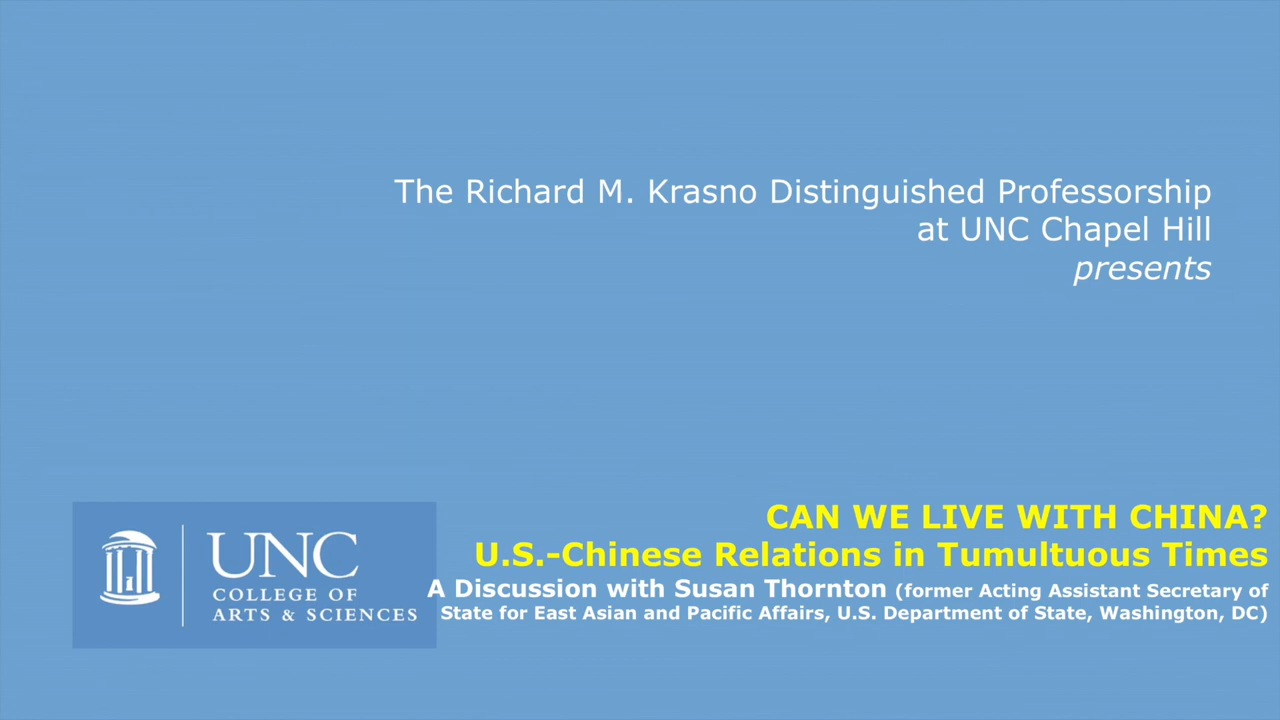 The Richard M. Krasno Distinguished Professorship
at UNC Chapel Hill
presents
UNC
COLLEGE OF
ARTS & SCIENCES
CAN WE LIVE WITH CHINA?
U.S.-Chinese Relations in Tumultuous Times
A Discussion with Susan Thornton (former Acting Assistant Secretary of
State for East Asian and Pacific Affairs, U.S. Department of State, Washington, DC)